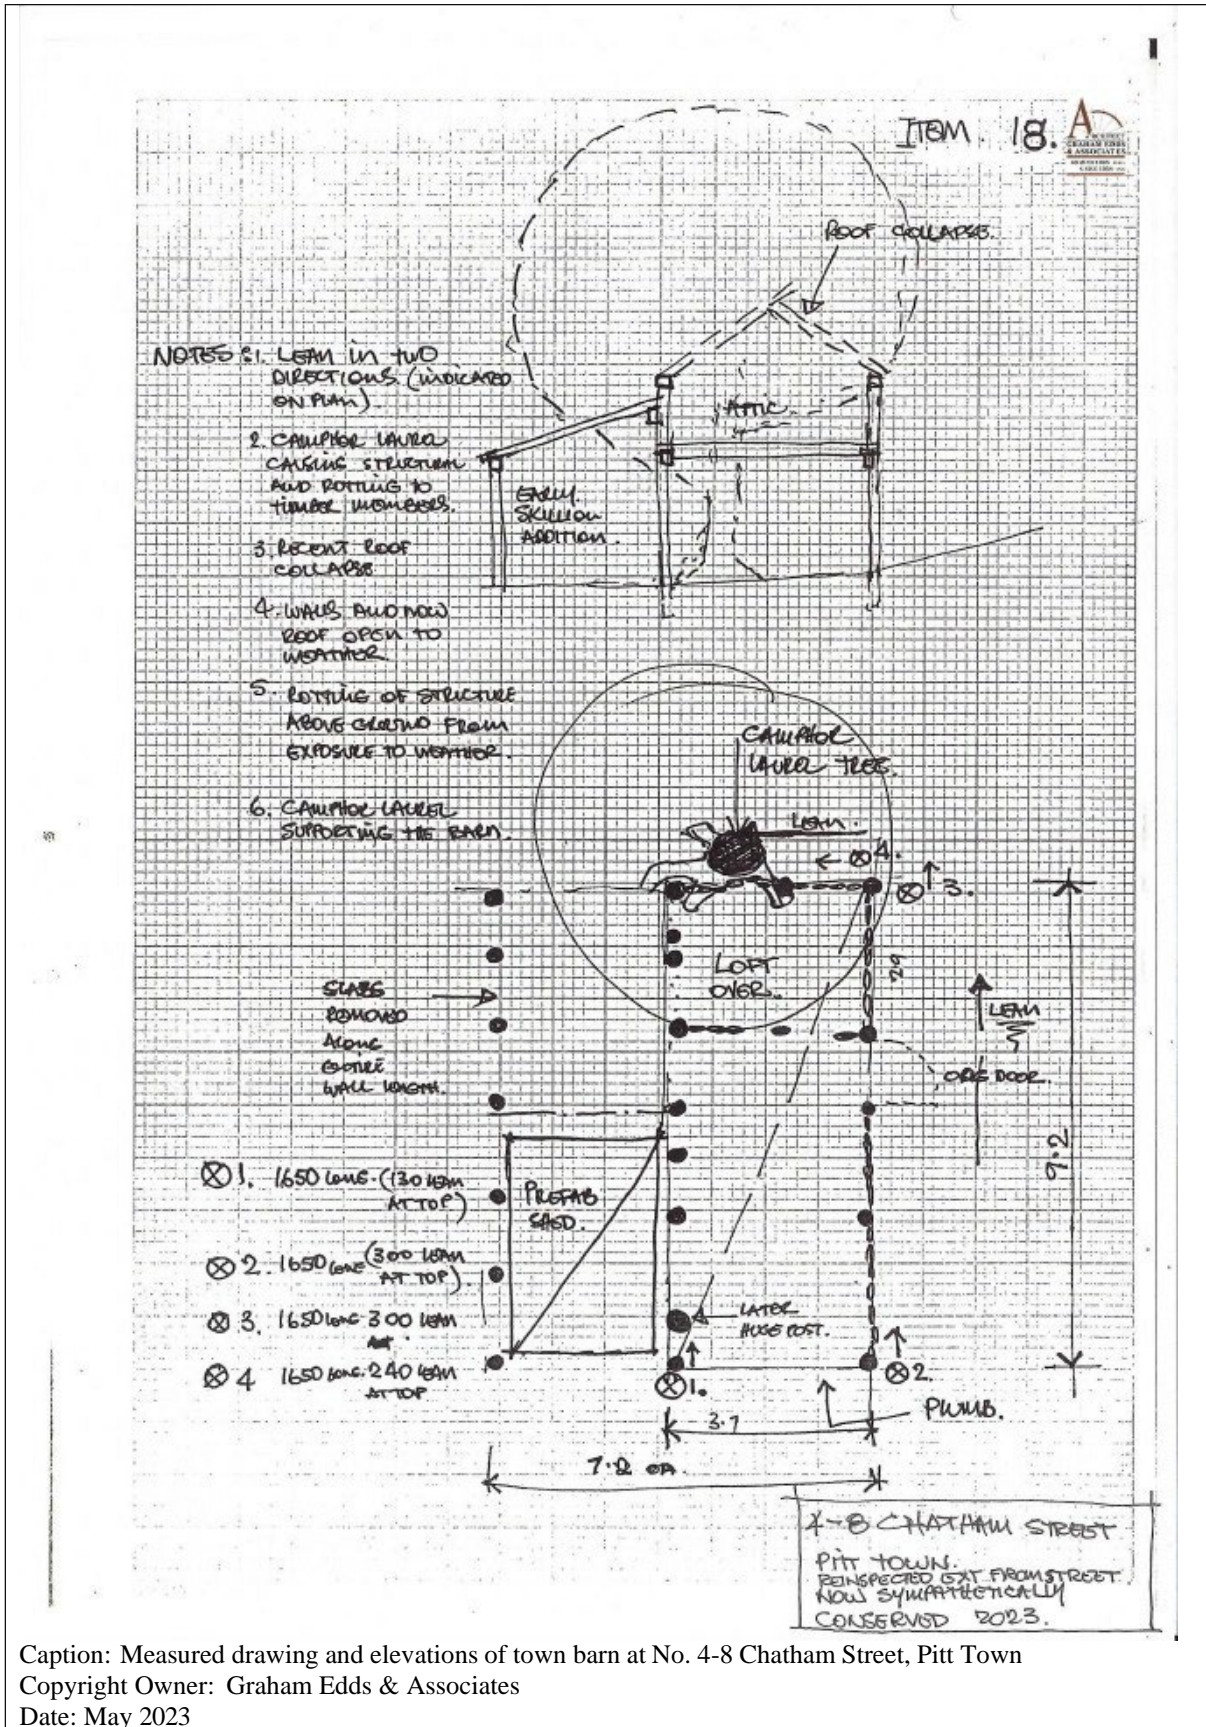 ITEM 18.
A
ARCHITECT
GRAHAM EDDS
& ASSOCIATES
ROOF COLLAPSE.
NOTES : 1. LEAN in TWO
DIRECTIONS. (INDICATED
ON PLAN).
2. CAMPHOR LAUREL
CAUSING STRUCTURAL
AND ROTTING TO
TIMBER MEMBERS.
3. RECENT ROOF
COLLAPSE
4. WALLS AND NOW
ROOF OPEN TO
WEATHER.
5. ROTTING OF STRUCTURE
ABOVE GROUND FROM
EXPOSURE TO WEATHER.
6. CAMPHOR LAUREL
SUPPORTING THE BARN.
ATTIC
EARLY
SKILLION
ADDITION.
CAMPHOR
LAUREL TREE.
LEAN.
4.
3.
LOFT
OVER.
29
LEAN
SLABS
REMOVED
ALONG
ENTIRE
WALL LENGTH.
ORIG DOOR.
9.2
PREFAB
SHED.
1. 1650 LONG. (130 LEAN
AT TOP)
2. 1650 LONG (300 LEAN
AT TOP).
3. 1650 LONG 300 LEAN
4 1650 LONG. 240 LEAN
AT TOP
LATER
HUGE POST.
1.
2.
PLUMB.
3.7
7.2 OA.
4-8 CHATHAM STREET
PITT TOWN.
REINSPECTED EXT FROM STREET.
NOW SYMPATHETICALLY
CONSERVED 2023.
Caption: Measured drawing and elevations of town barn at No. 4-8 Chatham Street, Pitt Town
Copyright Owner: Graham Edds & Associates
Date: May 2023